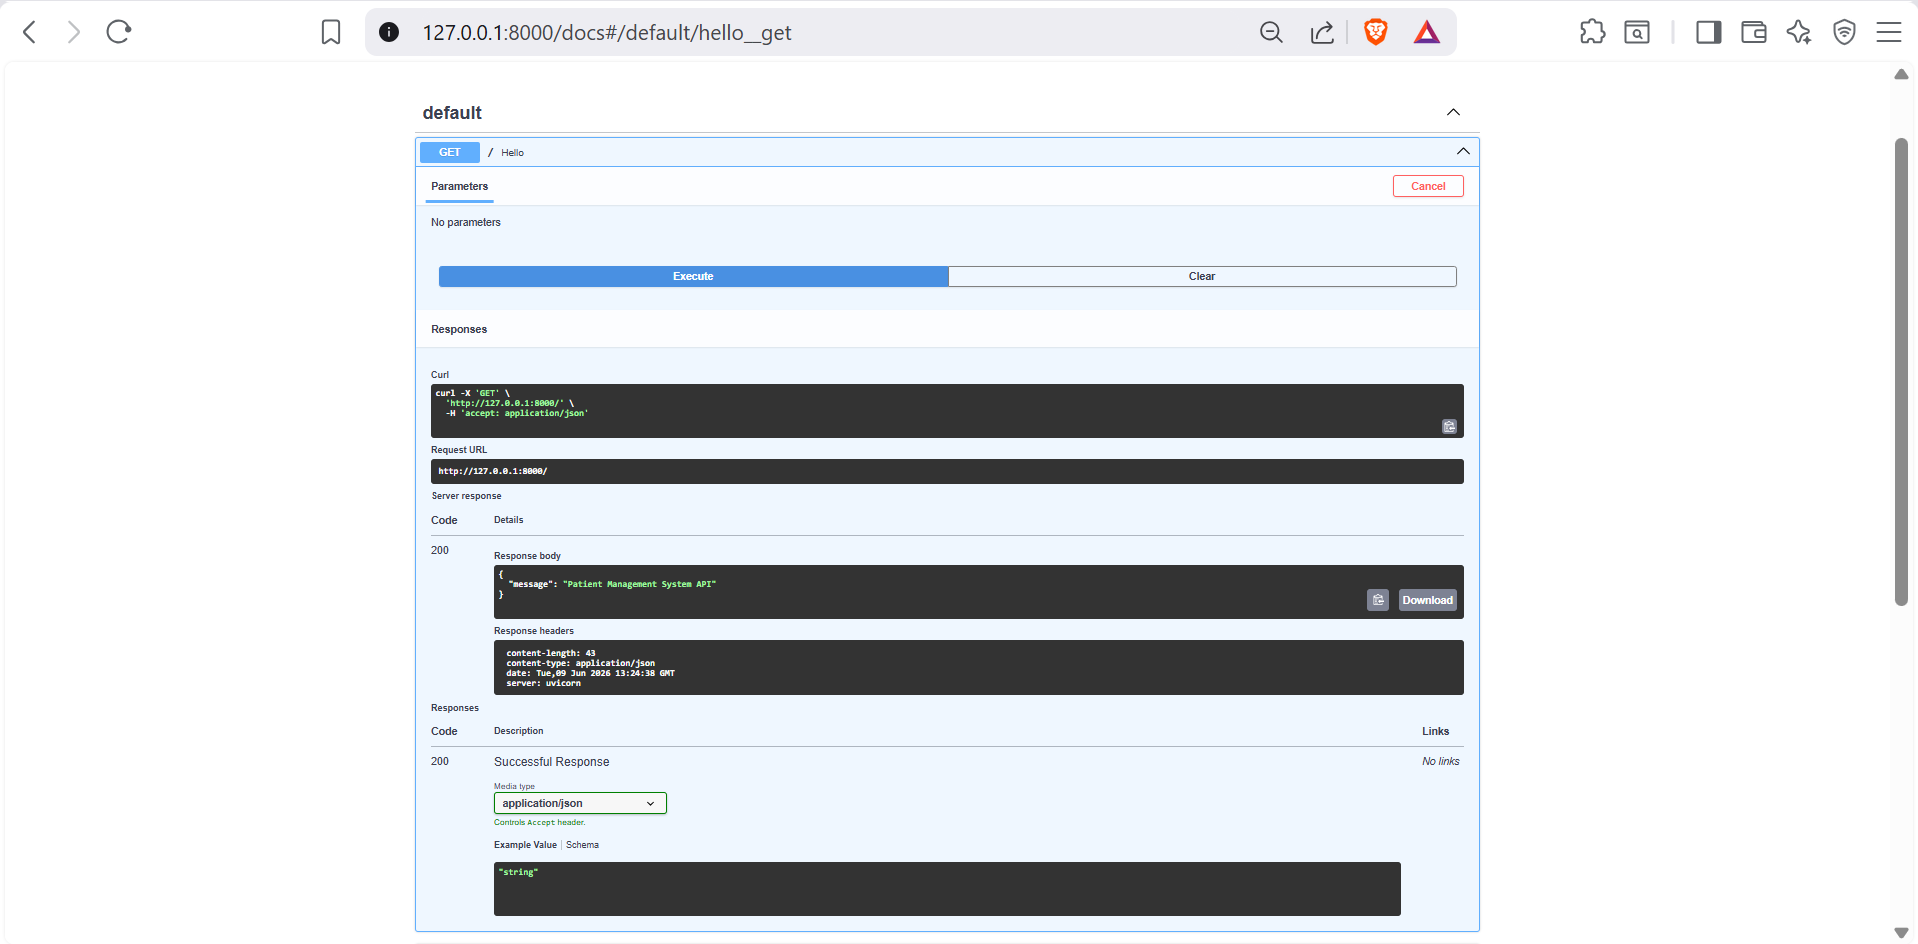 127.0.0.1:8000/docs#/default/hello__get
default
GET / Hello
Parameters
Cancel
No parameters
Execute
Clear
Responses
Curl
curl -X 'GET' \
'http://127.0.0.1:8000/' \
-H 'accept: application/json'
Request URL
http://127.0.0.1:8000/
Server response
Code Details
200
Response body
{
"message": "Patient Management System API"
}
Download
Response headers
content-length: 43
content-type: application/json
date: Tue,09 Jun 2026 13:24:38 GMT
server: uvicorn
Responses
Code Description Links
200 Successful Response No links
Media type
application/json
Controls Accept header.
Example Value Schema
"string"